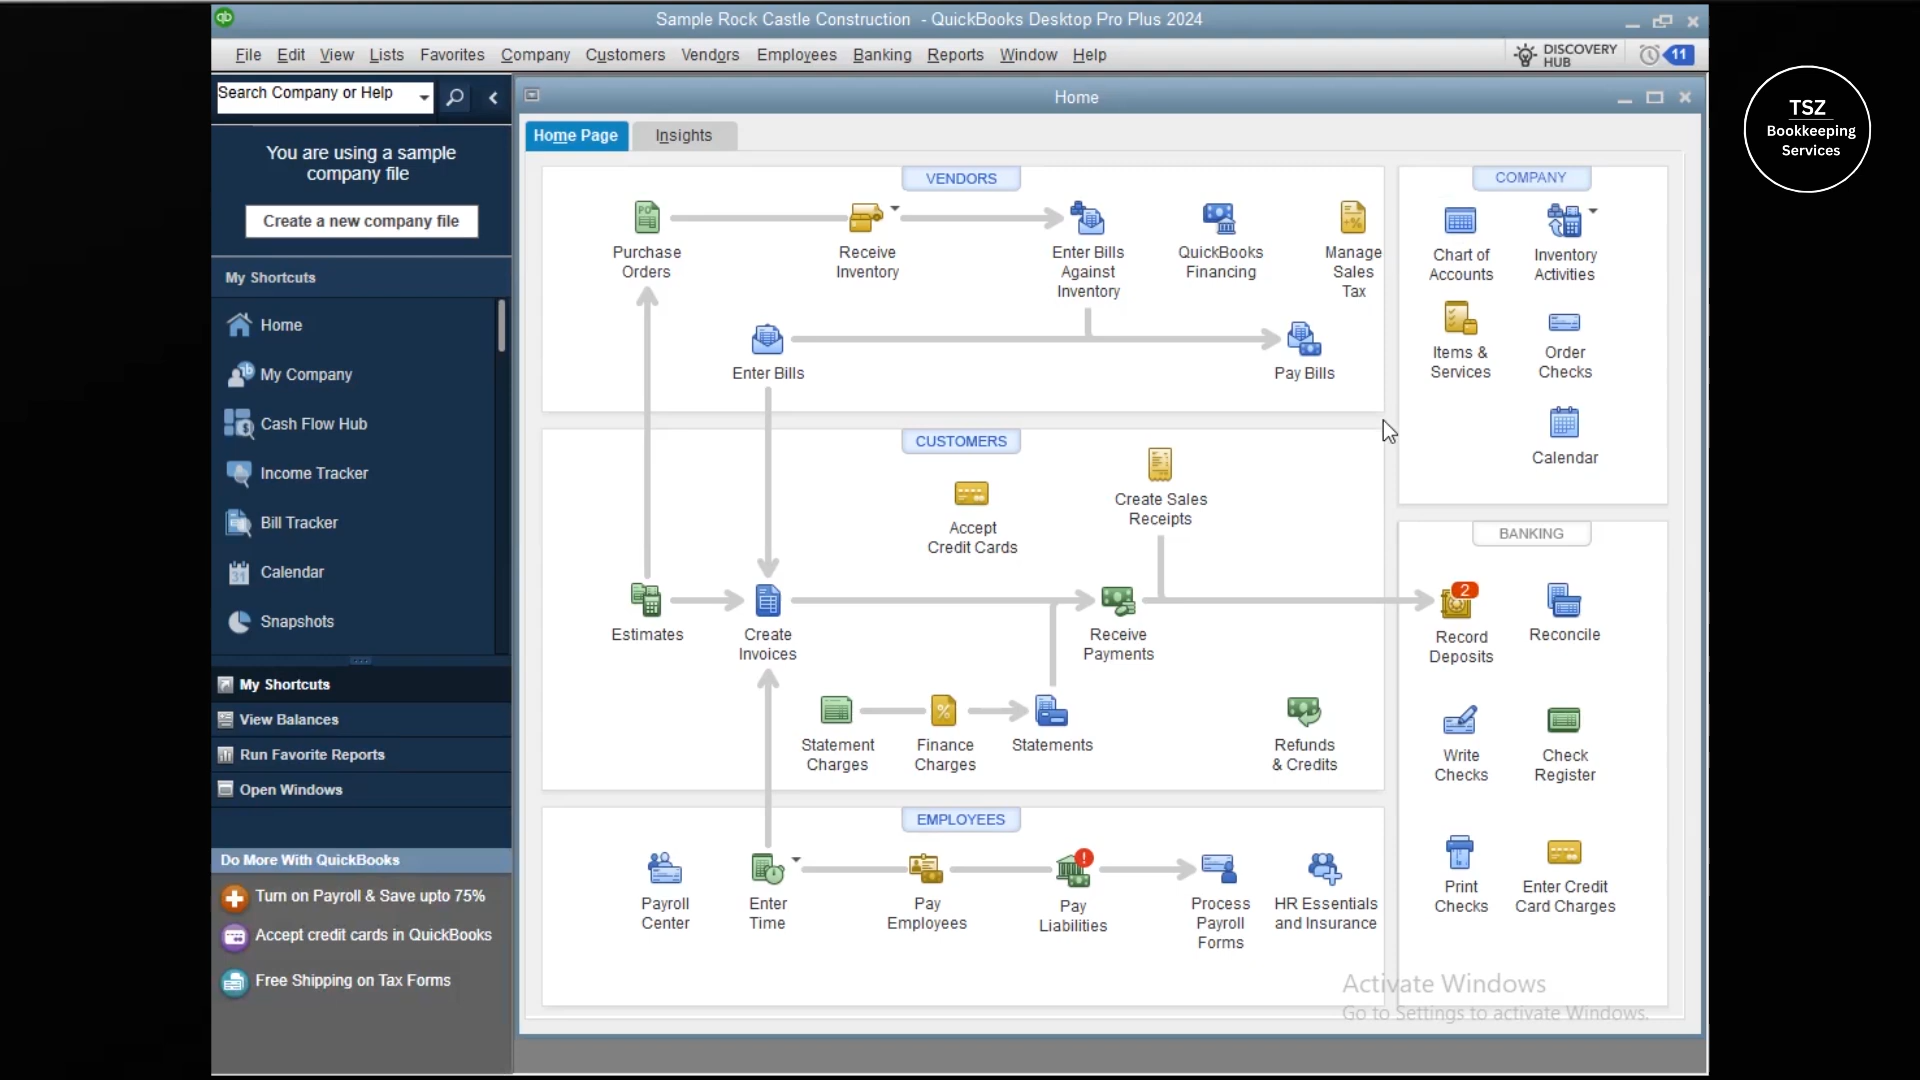 Sample Rock Castle Construction - QuickBooks Desktop Pro Plus 2024
File Edit View Lists Favorites Company Customers Vendors Employees Banking Reports Window Help
DISCOVERY
HUB
11
TSZ
Bookkeeping
Services
Search Company or Help
Home
You are using a sample
company file
Create a new company file
My Shortcuts
Home
My Company
Cash Flow Hub
Income Tracker
Bill Tracker
Calendar
Snapshots
My Shortcuts
View Balances
Run Favorite Reports
Open Windows
Do More With QuickBooks
Turn on Payroll & Save upto 75%
Accept credit cards in QuickBooks
Free Shipping on Tax Forms
Home Page
Insights
VENDORS
Purchase
Orders
Receive
Inventory
Enter Bills
Against
Inventory
QuickBooks
Financing
Manage
Sales
Tax
Enter Bills
Pay Bills
CUSTOMERS
Create Sales
Receipts
Accept
Credit Cards
Estimates
Create
Invoices
Receive
Payments
Statement
Charges
Finance
Charges
Statements
Refunds
& Credits
EMPLOYEES
Payroll
Center
Enter
Time
Pay
Employees
Pay
Liabilities
Process
Payroll
Forms
HR Essentials
and Insurance
COMPANY
Chart of
Accounts
Inventory
Activities
Items &
Services
Order
Checks
Calendar
BANKING
2
Record
Deposits
Reconcile
Write
Checks
Check
Register
Print
Checks
Enter Credit
Card Charges
Activate Windows
Go to Settings to activate Windows.